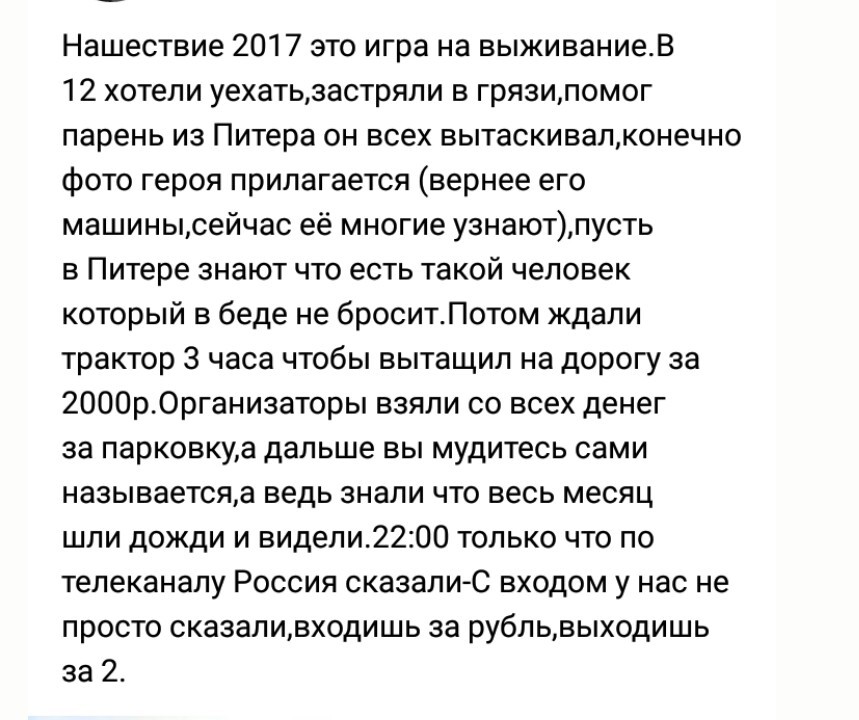 Нашествие 2017 это игра на выживание.В
12 хотели уехать,застряли в грязи,помог
парень из Питера он всех вытаскивал,конечно
фото героя прилагается (вернее его
машины,сейчас её многие узнают),пусть
в Питере знают что есть такой человек
который в беде не бросит.Потом ждали
трактор 3 часа чтобы вытащил на дорогу за
2000р.Организаторы взяли со всех денег
за парковку,а дальше вы мудитесь сами
называется,а ведь знали что весь месяц
шли дожди и видели.22:00 только что по
телеканалу Россия сказали-С входом у нас не
просто сказали,входишь за рубль,выходишь
за 2.